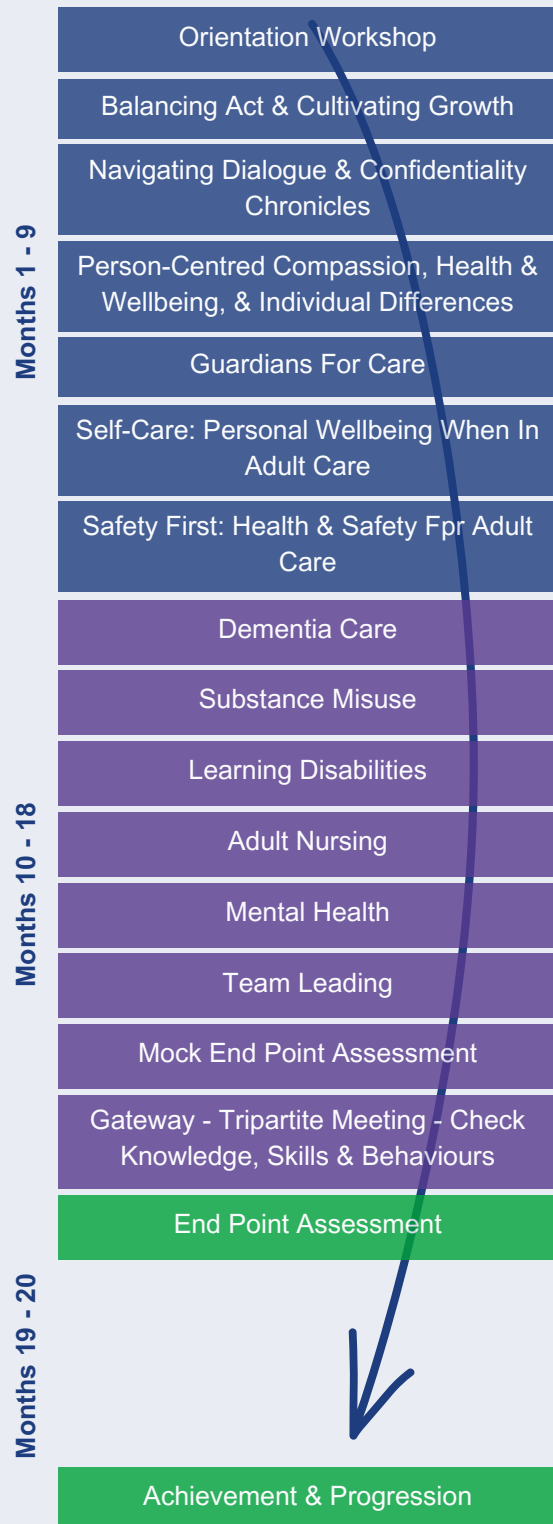 Months 1 - 9
Orientation Workshop
Balancing Act & Cultivating Growth
Navigating Dialogue & Confidentiality
Chronicles
Person-Centred Compassion, Health &
Wellbeing, & Individual Differences
Guardians For Care
Self-Care: Personal Wellbeing When In
Adult Care
Safety First: Health & Safety Fpr Adult
Care
Months 10 - 18
Dementia Care
Substance Misuse
Learning Disabilities
Adult Nursing
Mental Health
Team Leading
Mock End Point Assessment
Gateway - Tripartite Meeting - Check
Knowledge, Skills & Behaviours
Months 19 - 20
End Point Assessment
Achievement & Progression